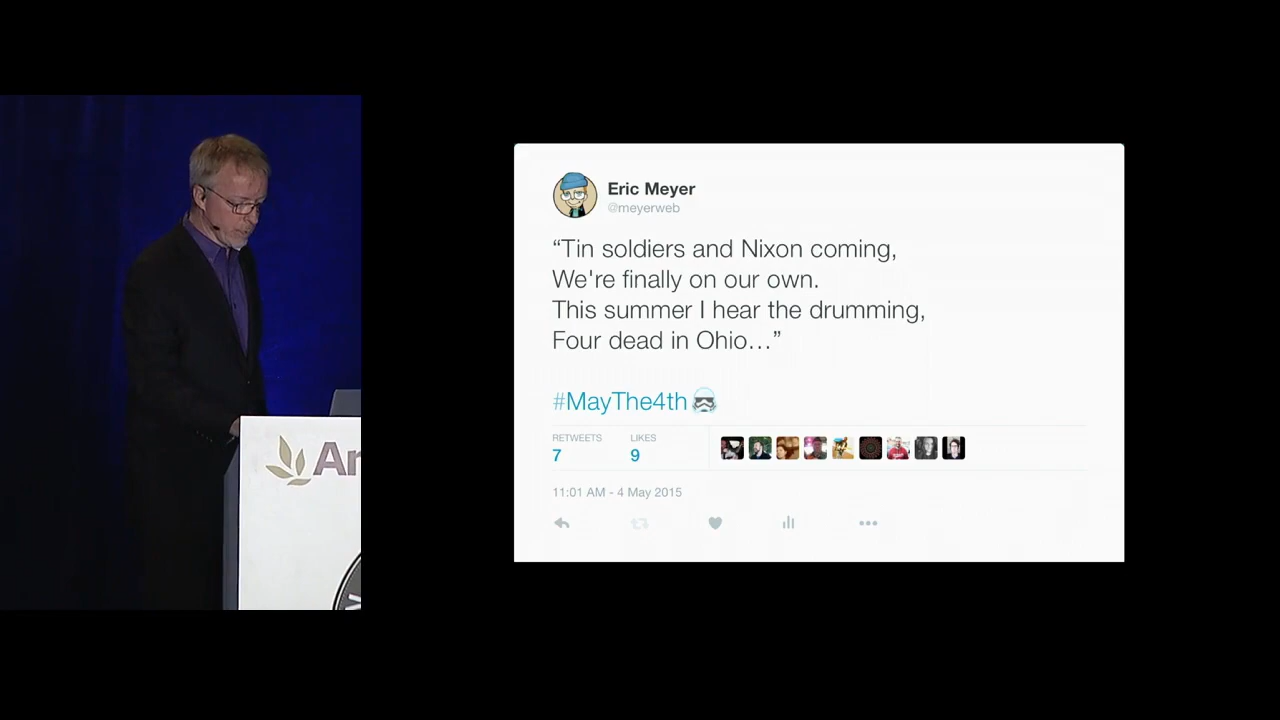 Eric Meyer
@meyerweb
“Tin soldiers and Nixon coming,
We're finally on our own.
This summer I hear the drumming,
Four dead in Ohio…”
#MayThe4th
RETWEETS LIKES
7 9
11:01 AM - 4 May 2015
An